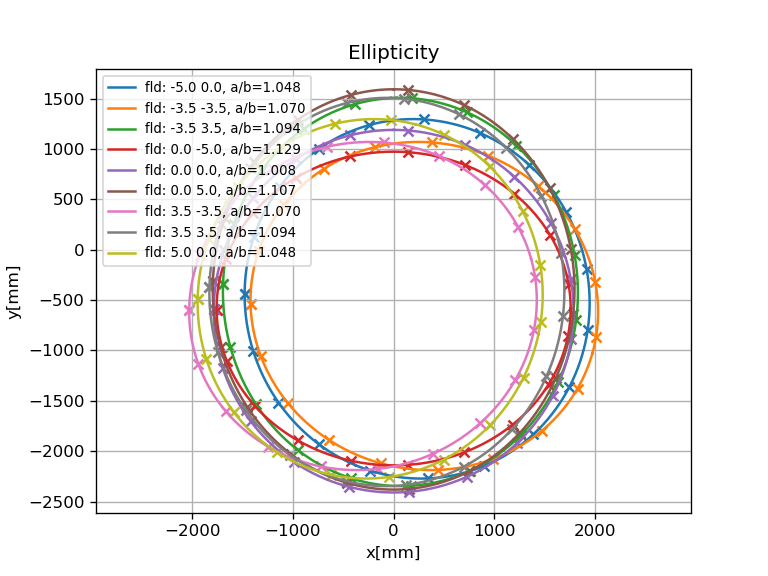 Ellipticity
1500
1000
500
0
−500
−1000
−1500
−2000
−2500
y[mm]
fld: -5.0 0.0, a/b=1.048
fld: -3.5 -3.5, a/b=1.070
fld: -3.5 3.5, a/b=1.094
fld: 0.0 -5.0, a/b=1.129
fld: 0.0 0.0, a/b=1.008
fld: 0.0 5.0, a/b=1.107
fld: 3.5 -3.5, a/b=1.070
fld: 3.5 3.5, a/b=1.094
fld: 5.0 0.0, a/b=1.048
−2000 −1000 0 1000 2000
x[mm]